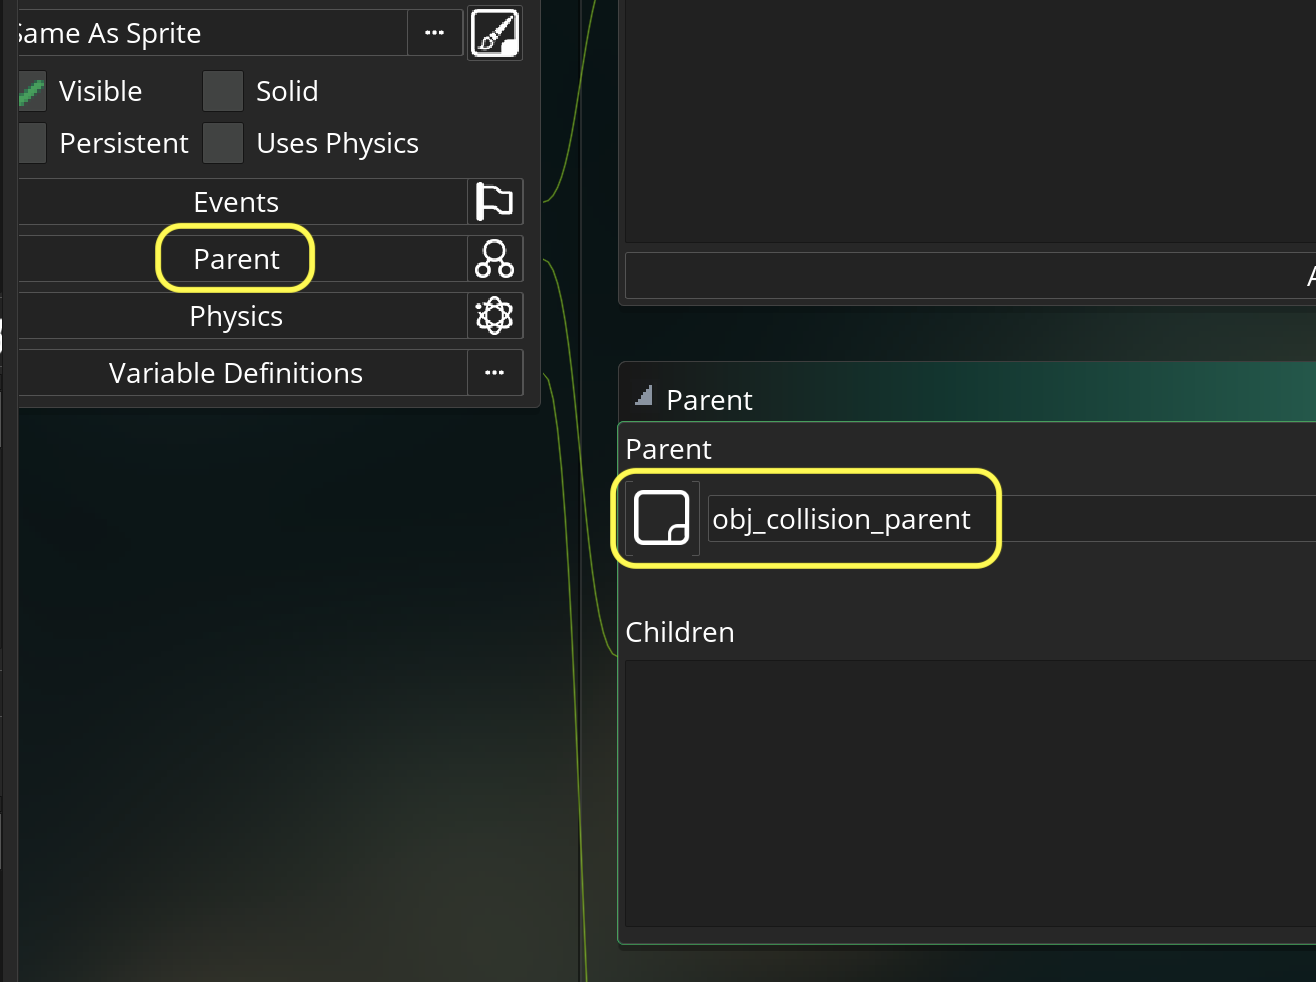 Same As Sprite
Visible
Solid
Persistent
Uses Physics
Events
Parent
Physics
Variable Definitions
Parent
Parent
obj_collision_parent
Children